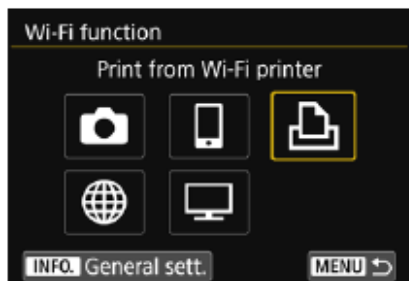 Wi-Fi function
Print from Wi-Fi printer
INFO. General sett.
MENU